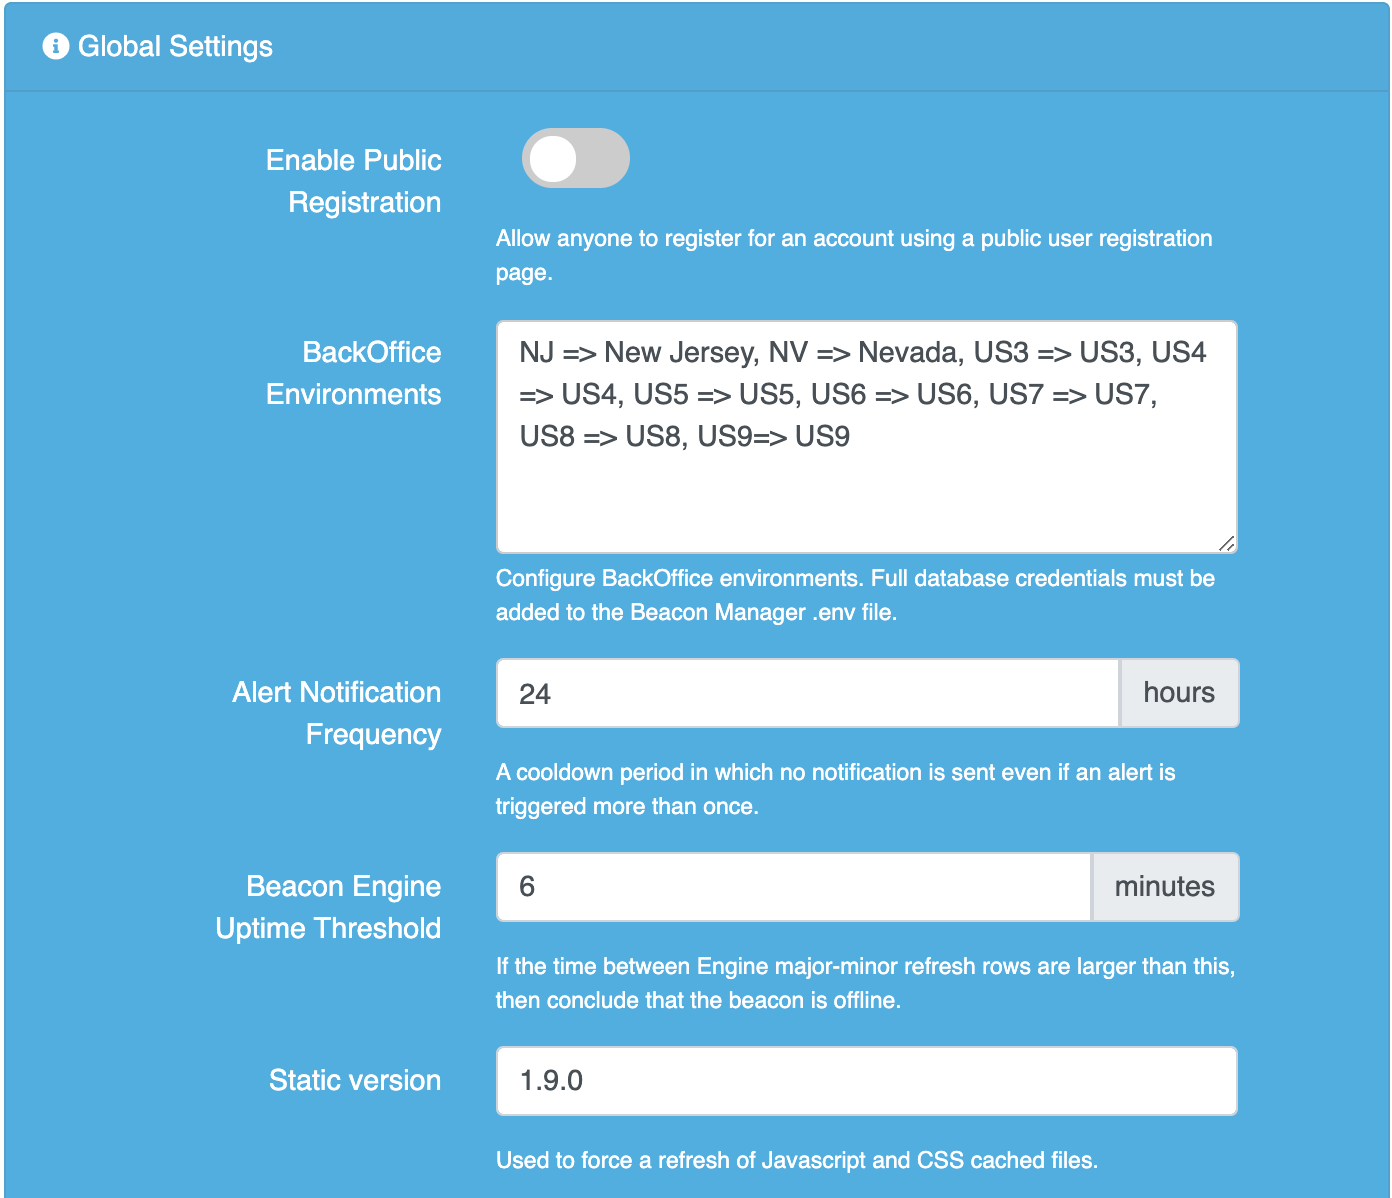 Global Settings
Enable Public
Registration
Allow anyone to register for an account using a public user registration
page.
BackOffice
Environments
NJ => New Jersey, NV => Nevada, US3 => US3, US4
=> US4, US5 => US5, US6 => US6, US7 => US7,
US8 => US8, US9=> US9
Configure BackOffice environments. Full database credentials must be
added to the Beacon Manager .env file.
Alert Notification
Frequency
24
hours
A cooldown period in which no notification is sent even if an alert is
triggered more than once.
Beacon Engine
Uptime Threshold
6
minutes
If the time between Engine major-minor refresh rows are larger than this,
then conclude that the beacon is offline.
Static version
1.9.0
Used to force a refresh of Javascript and CSS cached files.